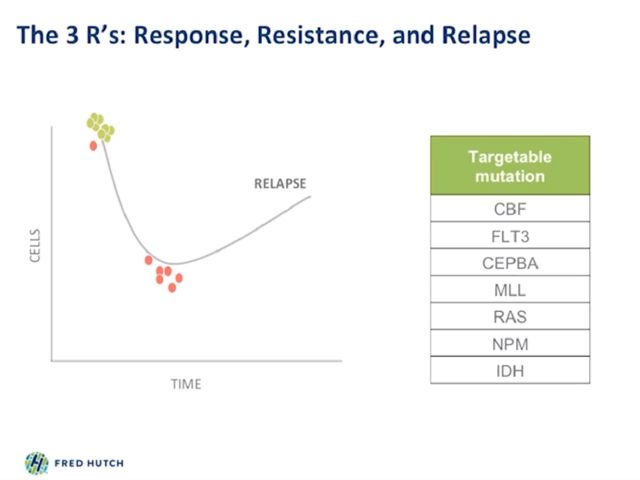 The 3 R's: Response, Resistance, and Relapse
RELAPSE
CELLS
TIME
Targetable
mutation
CBF
FLT3
CEPBA
MLL
RAS
NPM
IDH
FRED HUTCH